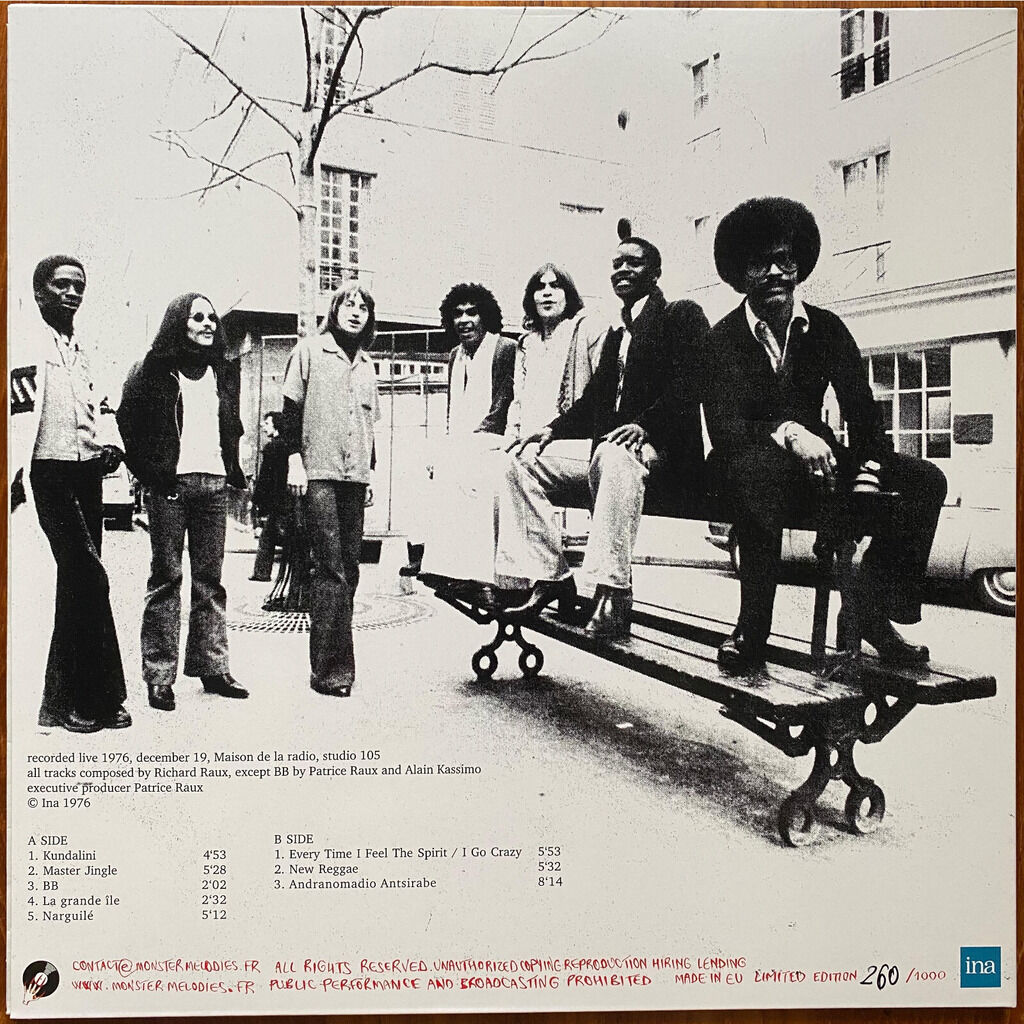 recorded live 1976, december 19, Maison de la radio, studio 105
all tracks composed by Richard Raux, except BB by Patrice Raux and Alain Kassimo
executive producer Patrice Raux
© Ina 1976
A SIDE
1. Kundalini 4'53
2. Master Jingle 5'28
3. BB 2'02
4. La grande île 2'32
5. Narguilé 5'12
B SIDE
1. Every Time I Feel The Spirit / I Go Crazy 5'53
2. New Reggae 5'32
3. Andranomadio Antsirabe 8'14
CONTACT@MONSTERMELODIES.FR ALL RIGHTS RESERVED. UNAUTHORIZED COPYING REPRODUCTION HIRING LENDING
WWW.MONSTERMELODIES.FR PUBLIC PERFORMANCE AND BROADCASTING PROHIBITED MADE IN EU LIMITED EDITION 260 /1000
ina